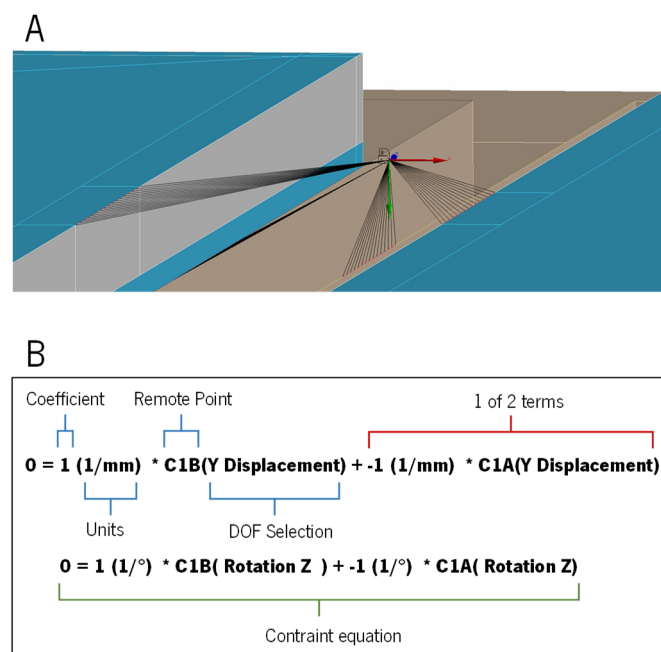 A
B
Coefficient Remote Point 1 of 2 terms
0 = 1 (1/mm) * C1B(Y Displacement) + -1 (1/mm) * C1A(Y Displacement)
Units DOF Selection
0 = 1 (1/°) * C1B( Rotation Z ) + -1 (1/°) * C1A( Rotation Z)
Contraint equation